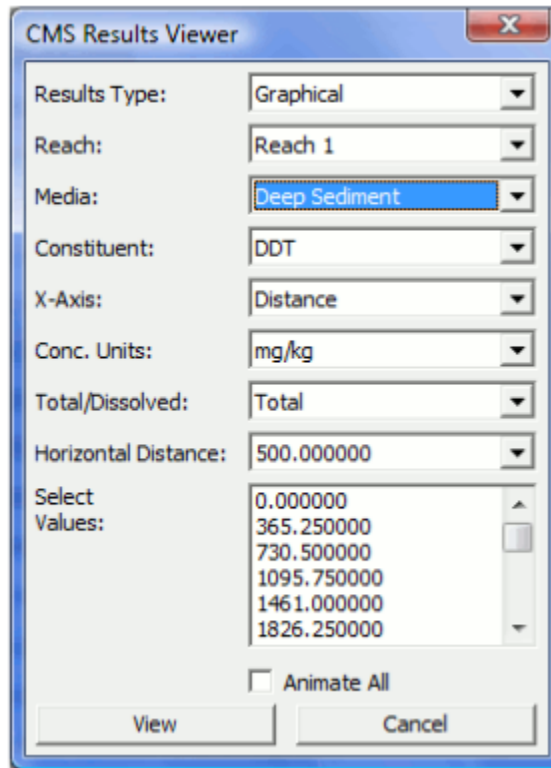 CMS Results Viewer
Results Type: Graphical
Reach: Reach 1
Media: Deep Sediment
Constituent: DDT
X-Axis: Distance
Conc. Units: mg/kg
Total/Dissolved: Total
Horizontal Distance: 500.000000
Select
Values:
0.000000
365.250000
730.500000
1095.750000
1461.000000
1826.250000
Animate All
View Cancel